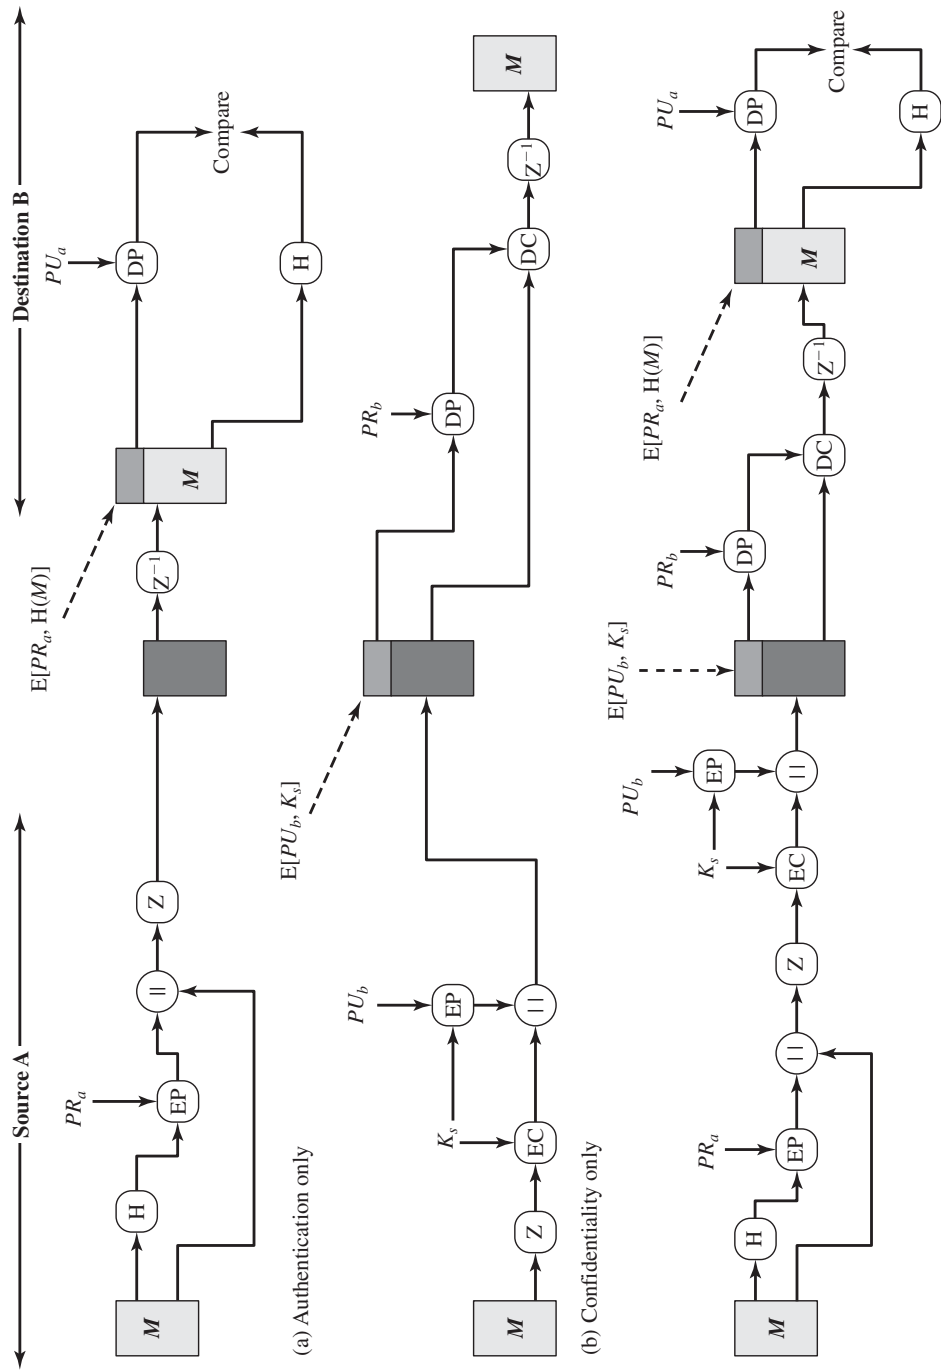 Source A
Destination B
PR_a
PU_a
E[PR_a, H(M)]
M
H
EP
||
Z
Z⁻¹
M
DP
H
Compare
(a) Authentication only
PU_b
E[PU_b, K_s]
K_s
PR_b
M
Z
EC
EP
||
DP
DC
Z⁻¹
M
(b) Confidentiality only
PR_a
K_s
PU_b
E[PU_b, K_s]
PR_b
E[PR_a, H(M)]
PU_a
M
H
EP
||
Z
EC
EP
||
DP
DC
Z⁻¹
M
DP
H
Compare